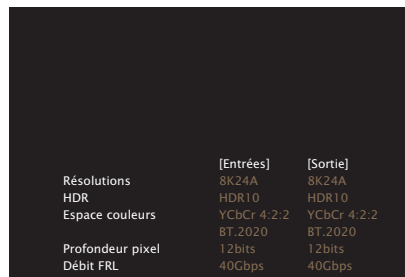 [Entrées] [Sortie]
Résolutions 8K24A 8K24A
HDR HDR10 HDR10
Espace couleurs YCbCr 4:2:2 YCbCr 4:2:2
BT.2020 BT.2020
Profondeur pixel 12bits 12bits
Débit FRL 40Gbps 40Gbps